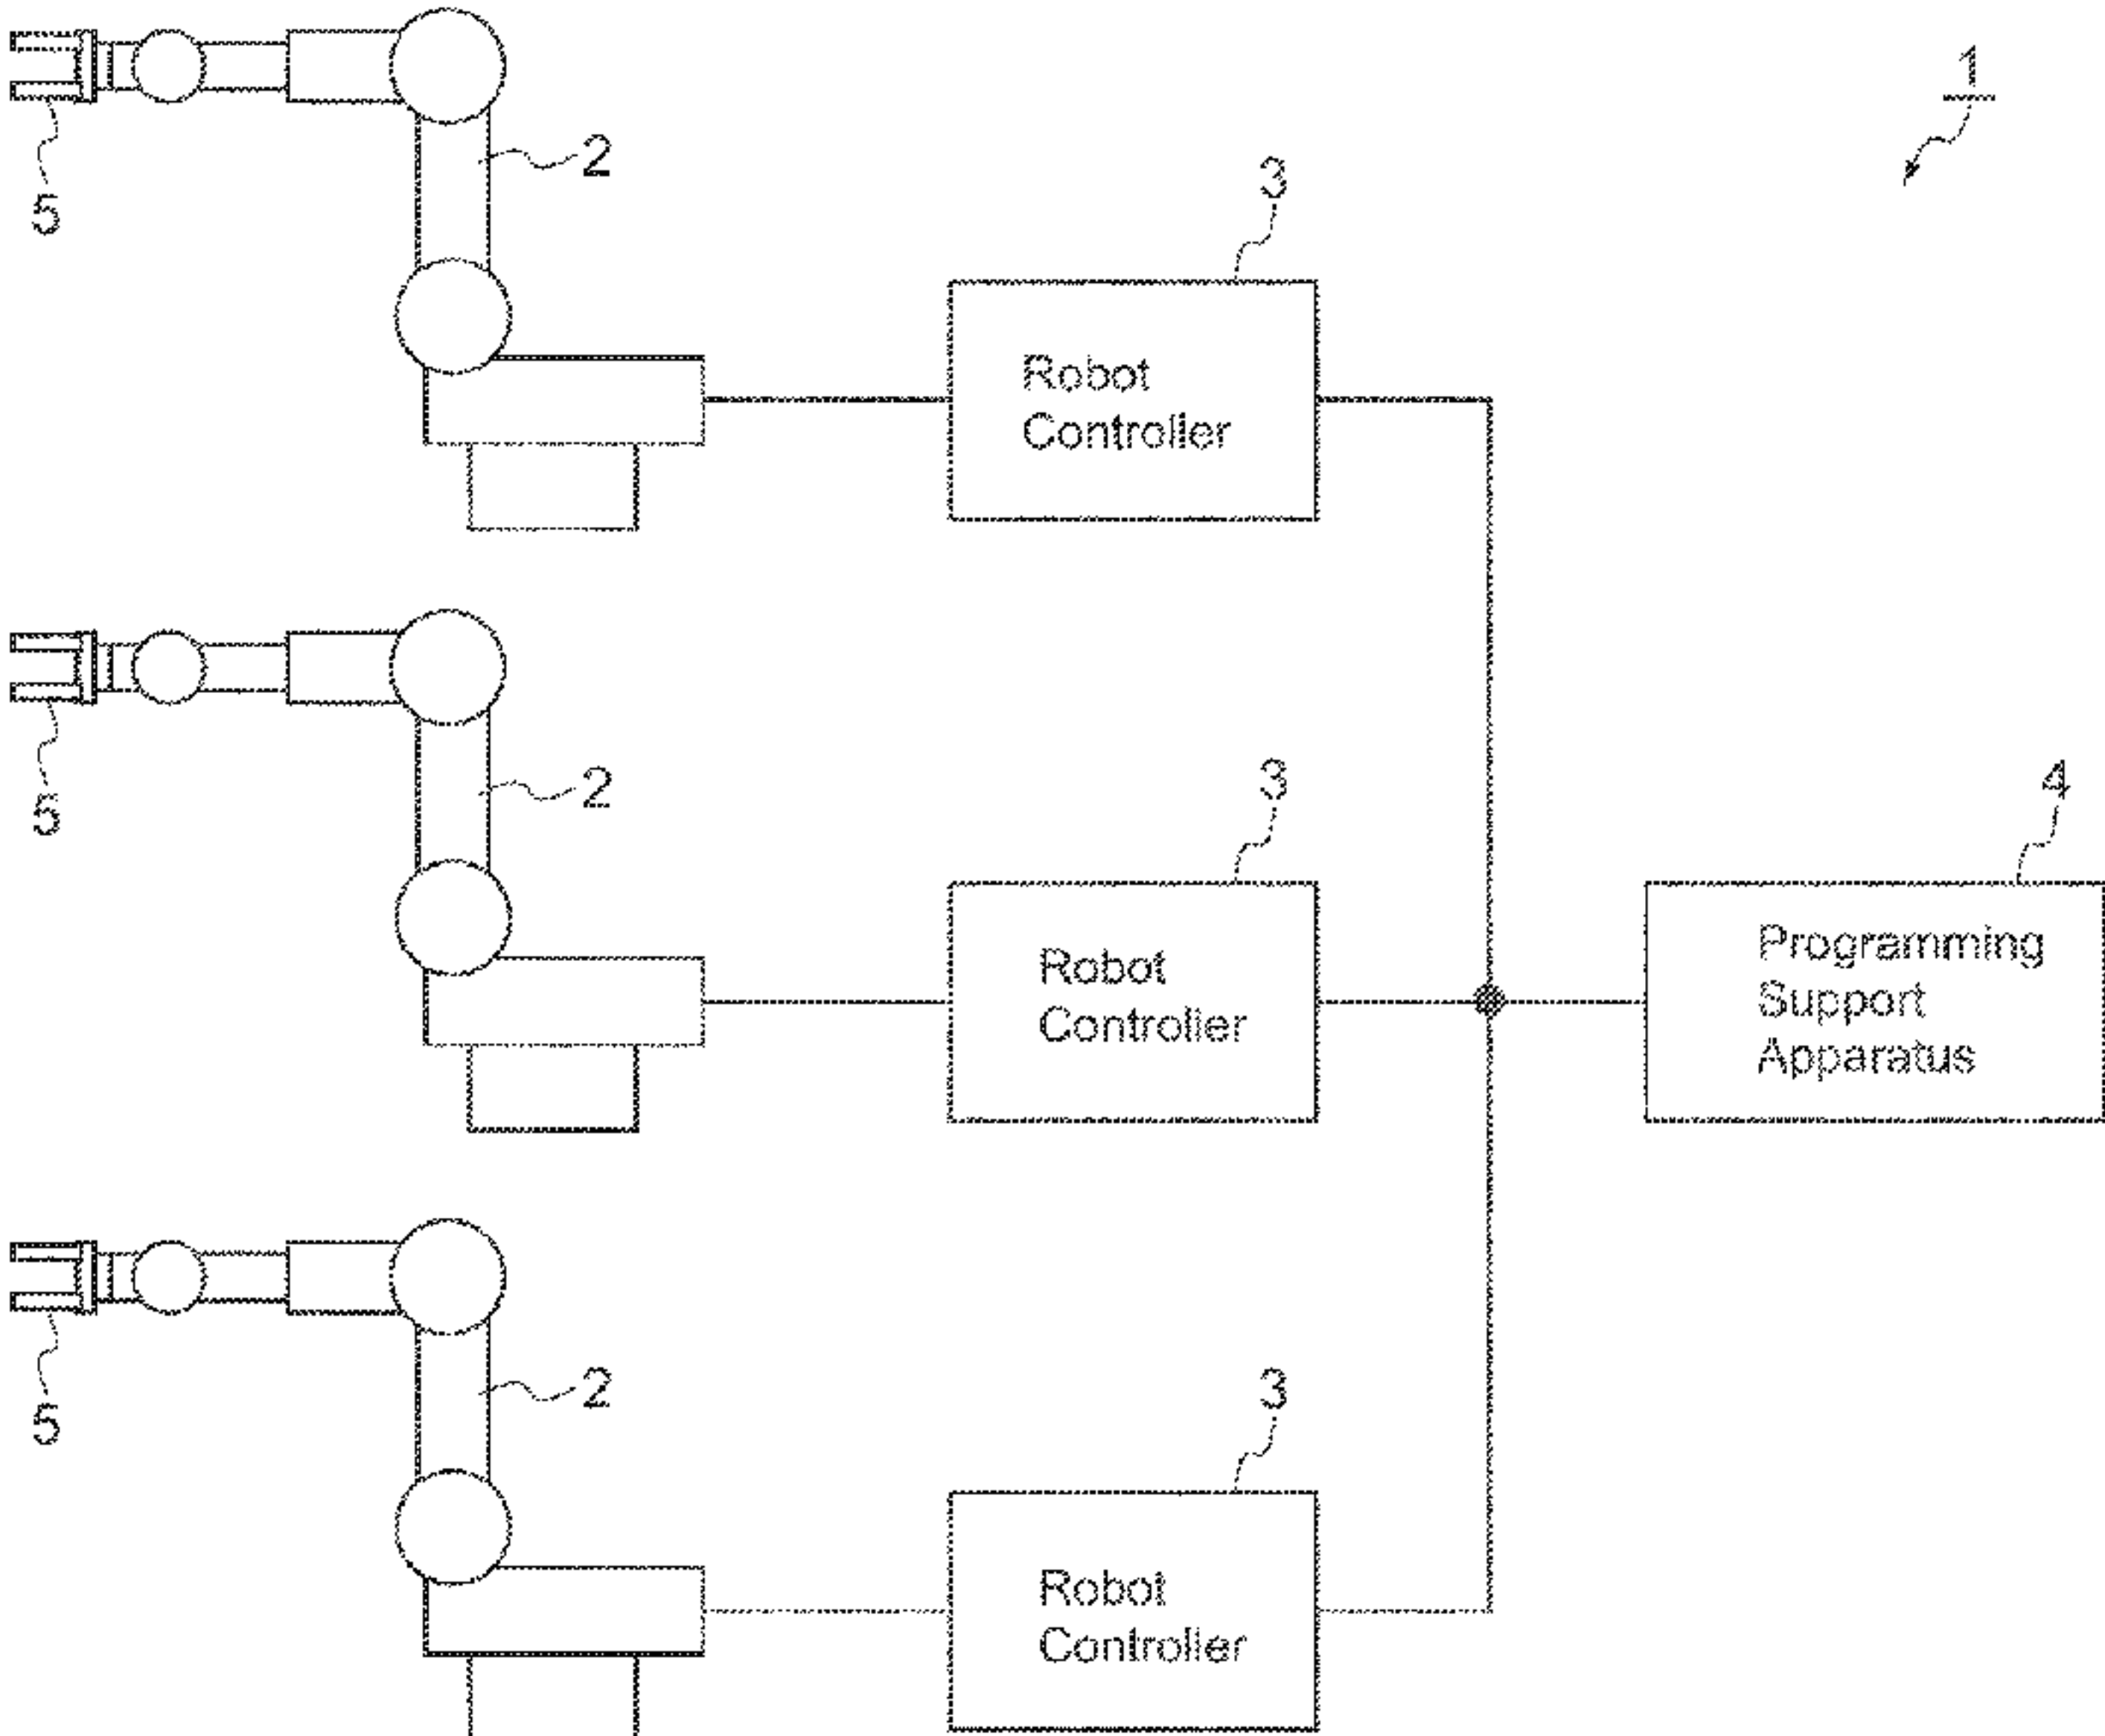 1
2
3
5
Robot
Controller
2
3
4
5
Robot
Controller
Programming
Support
Apparatus
2
3
5
Robot
Controller